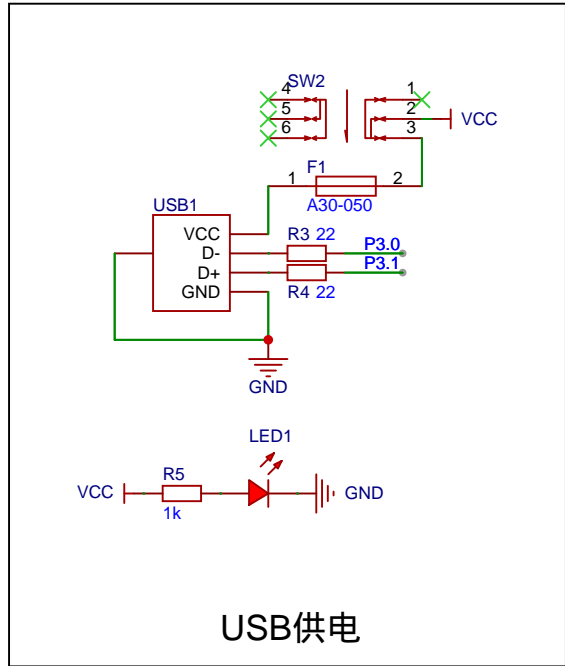 SW2
4
5
6
1
2
3
VCC
F1
1
2
A30-050
USB1
VCC
D-
D+
GND
R3 22
P3.0
P3.1
R4 22
GND
LED1
VCC
R5
1k
GND
USB供电